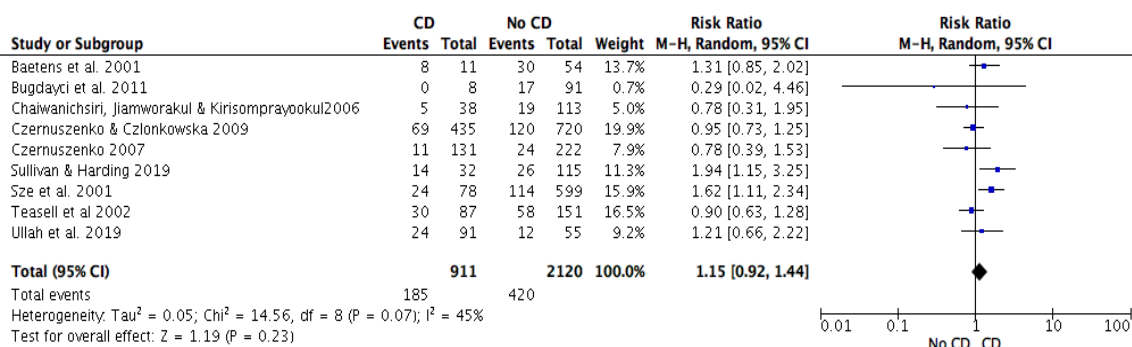 CD No CD Risk Ratio Risk Ratio
Study or Subgroup Events Total Events Total Weight M-H, Random, 95% CI M-H, Random, 95% CI
Baetens et al. 2001 8 11 30 54 13.7% 1.31 [0.85, 2.02]
Bugdayci et al. 2011 0 8 17 91 0.7% 0.29 [0.02, 4.46]
Chaiwanichsiri, Jiamworakul & Kirisomprayookul2006 5 38 19 113 5.0% 0.78 [0.31, 1.95]
Czernuszenko & Czlonkowska 2009 69 435 120 720 19.9% 0.95 [0.73, 1.25]
Czernuszenko 2007 11 131 24 222 7.9% 0.78 [0.39, 1.53]
Sullivan & Harding 2019 14 32 26 115 11.3% 1.94 [1.15, 3.25]
Sze et al. 2001 24 78 114 599 15.9% 1.62 [1.11, 2.34]
Teasell et al 2002 30 87 58 151 16.5% 0.90 [0.63, 1.28]
Ullah et al. 2019 24 91 12 55 9.2% 1.21 [0.66, 2.22]
Total (95% CI) 911 2120 100.0% 1.15 [0.92, 1.44]
Total events 185 420
Heterogeneity: Tau² = 0.05; Chi² = 14.56, df = 8 (P = 0.07); I² = 45%
Test for overall effect: Z = 1.19 (P = 0.23)
0.01 0.1 1 10 100
No CD CD